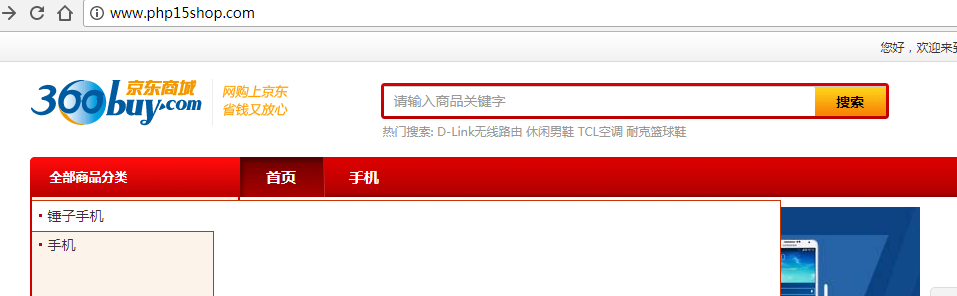 www.php15shop.com
您好，欢迎来到
360buy.com 京东商城
网购上京东
省钱又放心
请输入商品关键字
搜索
热门搜索: D-Link无线路由 休闲男鞋 TCL空调 耐克篮球鞋
全部商品分类
首页
手机
锤子手机
手机